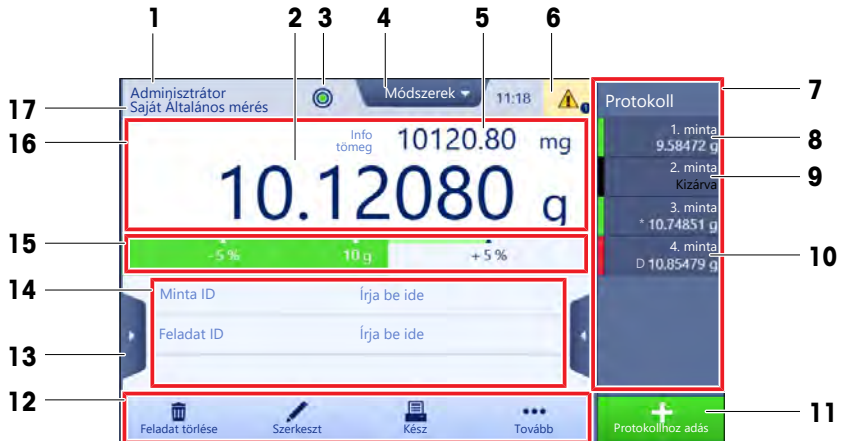 1
2
3
4
5
6
7
8
9
10
11
12
13
14
15
16
17
Adminisztrátor
Saját Általános mérés
Módszerek
11:18
Info
tömeg
10120.80 mg
10.12080 g
-5 % 10 g +5 %
Minta ID Írja be ide
Feladat ID Írja be ide
Feladat törlése
Szerkeszt
Kész
Tovább
Protokoll
1. minta
9.58472 g
2. minta
Kizárva
3. minta
* 10.74851 g
4. minta
D 10.85479 g
Protokollhoz adás